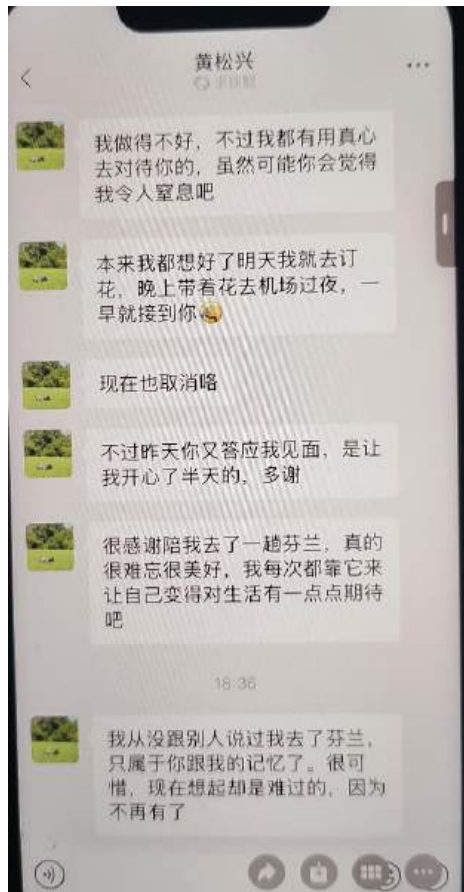 黄松兴
我做得不好，不过我都有用真心
去对待你的，虽然可能你会觉得
我令人窒息吧
本来我都想好了明天我就去订
花，晚上带着花去机场过夜，一
早就接到你
现在也取消咯
不过昨天你又答应我见面，是让
我开心了半天的，多谢
很感谢陪我去了一趟芬兰，真的
很难忘很美好，我每次都靠它来
让自己变得对生活有一点点期待
吧
18:36
我从没跟别人说过我去了芬兰，
只属于你跟我的记忆了。很可
惜，现在想起却是难过的，因为
不再有了